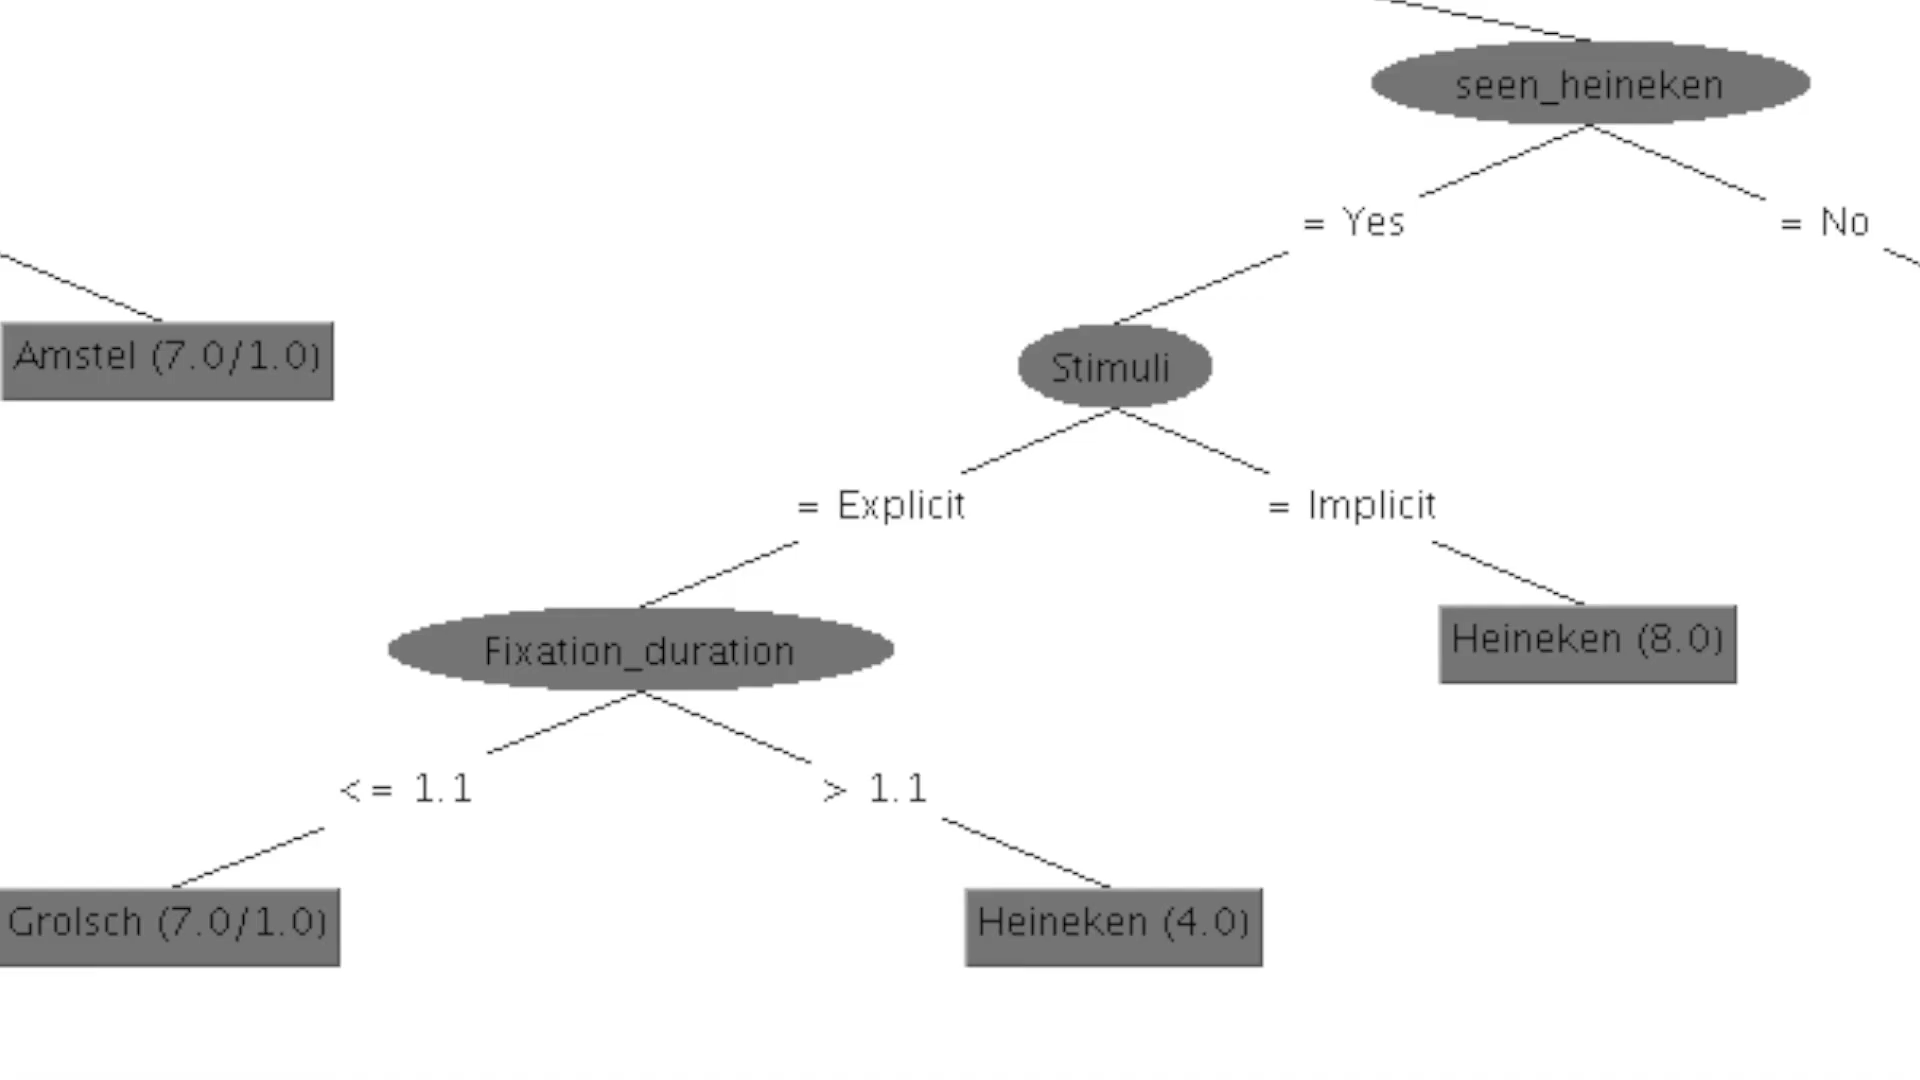 seen_heineken
= Yes
= No
Amstel (7.0/1.0)
Stimuli
= Explicit
= Implicit
Fixation_duration
Heineken (8.0)
<= 1.1
> 1.1
Grolsch (7.0/1.0)
Heineken (4.0)